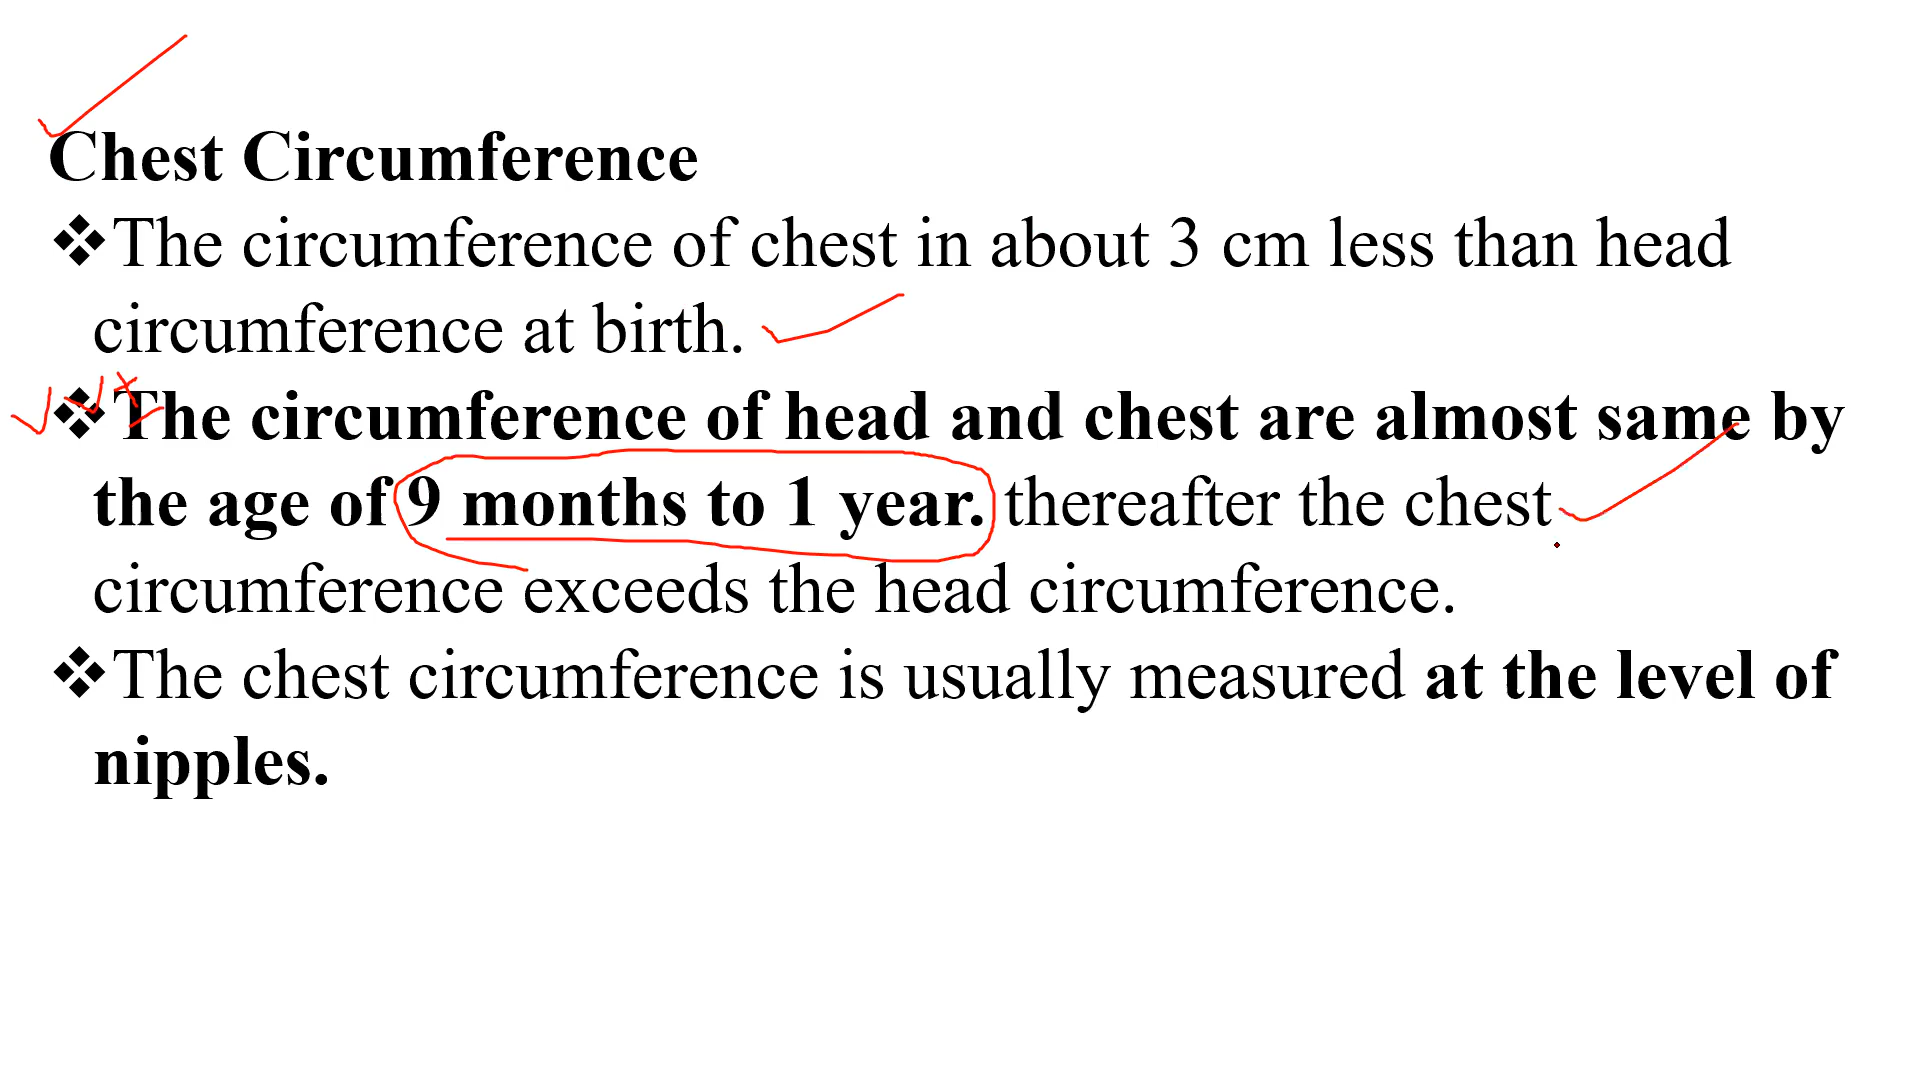 Chest Circumference
❖The circumference of chest in about 3 cm less than head
circumference at birth.
❖The circumference of head and chest are almost same by
the age of 9 months to 1 year. thereafter the chest
circumference exceeds the head circumference.
❖The chest circumference is usually measured at the level of
nipples.